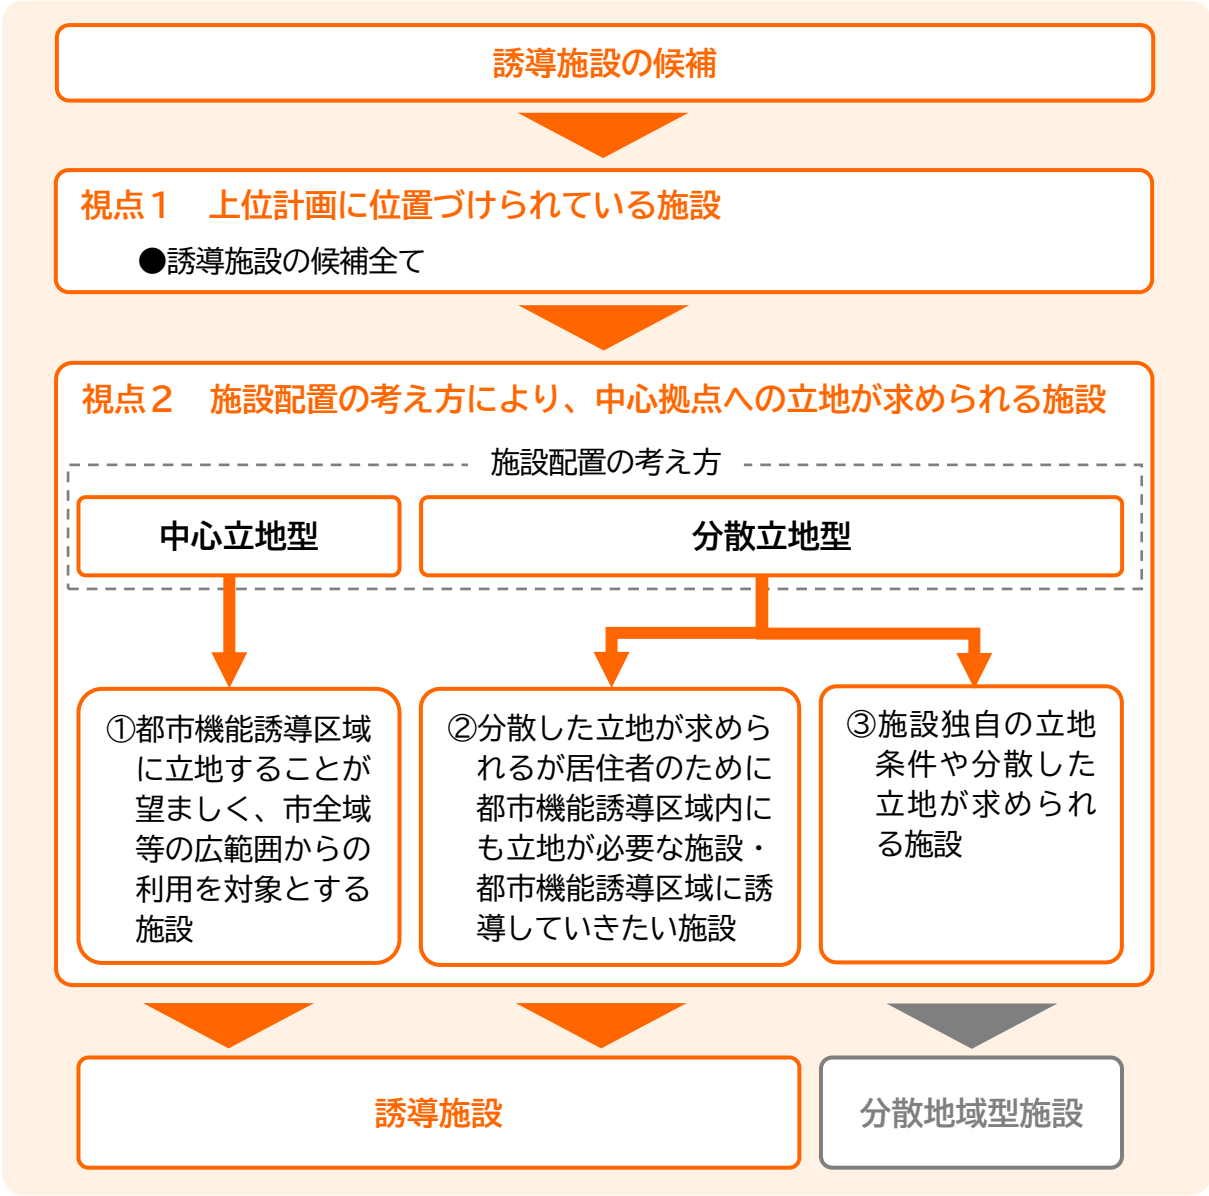 誘導施設の候補
視点１　上位計画に位置づけられている施設
●誘導施設の候補全て
視点２　施設配置の考え方により、中心拠点への立地が求められる施設
施設配置の考え方
中心立地型
分散立地型
①都市機能誘導区域
に立地することが
望ましく、市全域
等の広範囲からの
利用を対象とする
施設
②分散した立地が求めら
れるが居住者のために
都市機能誘導区域内に
も立地が必要な施設・
都市機能誘導区域に誘
導していきたい施設
③施設独自の立地
条件や分散した
立地が求められ
る施設
誘導施設
分散地域型施設